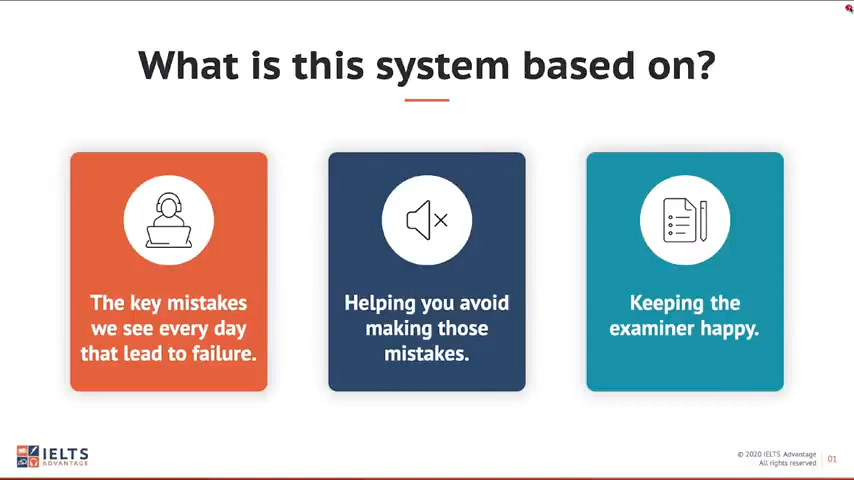 What is this system based on?
The key mistakes
we see every day
that lead to failure.
Helping you avoid
making those
mistakes.
Keeping the
examiner happy.
IELTS
ADVANTAGE
© 2020 IELTS Advantage
All rights reserved
01